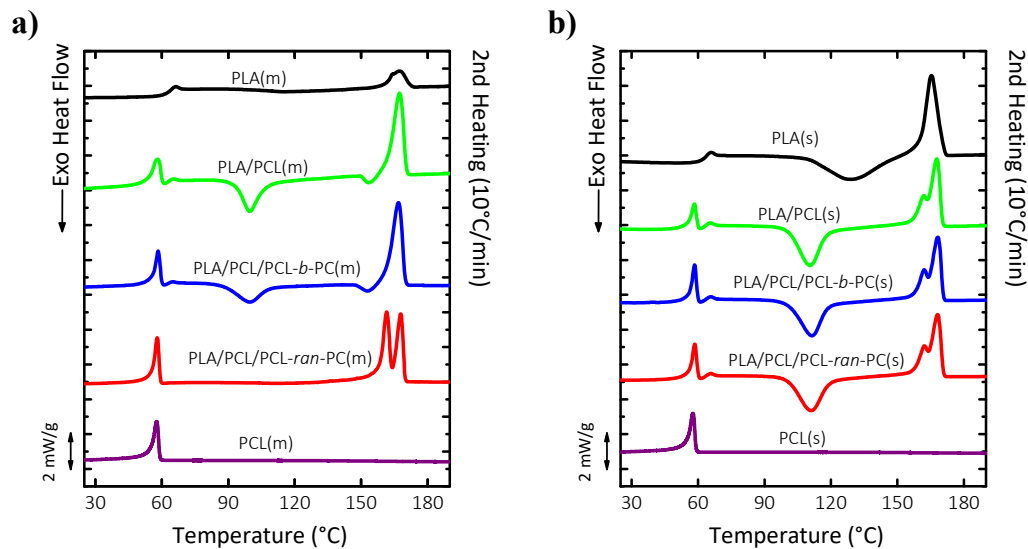 a)
Exo Heat Flow
2 mW/g
PLA(m)
PLA/PCL(m)
PLA/PCL/PCL-b-PC(m)
PLA/PCL/PCL-ran-PC(m)
PCL(m)
30 60 90 120 150 180
Temperature (°C)
2nd Heating (10°C/min)
b)
Exo Heat Flow
2 mW/g
PLA(s)
PLA/PCL(s)
PLA/PCL/PCL-b-PC(s)
PLA/PCL/PCL-ran-PC(s)
PCL(s)
30 60 90 120 150 180
Temperature (°C)
2nd Heating (10°C/min)